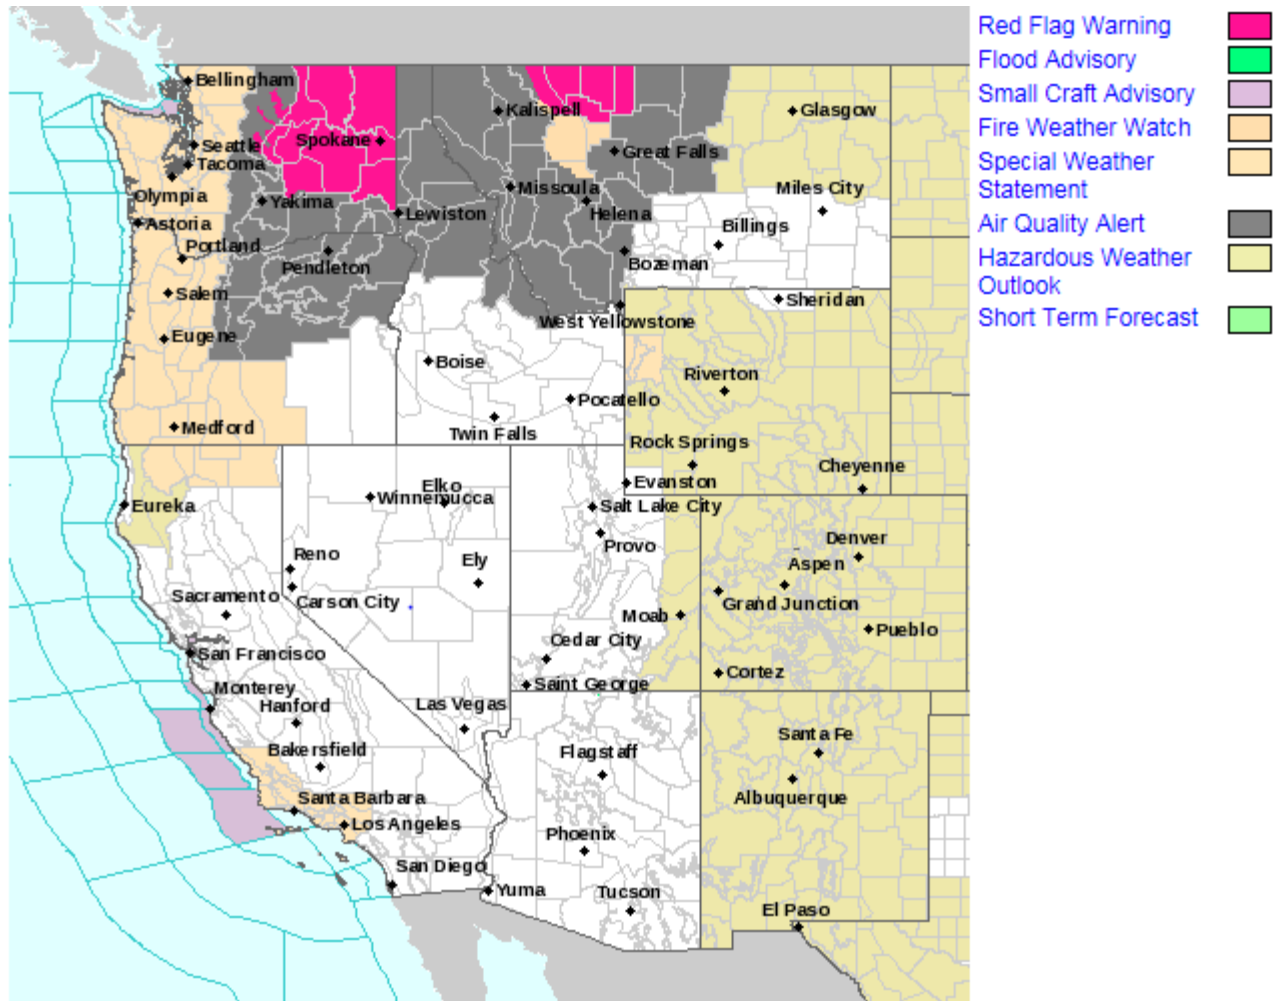 Red Flag Warning
Flood Advisory
Small Craft Advisory
Fire Weather Watch
Special Weather
Statement
Air Quality Alert
Hazardous Weather
Outlook
Short Term Forecast
Bellingham
Kalispell
Glasgow
Spokane
Seattle
Great Falls
Tacoma
Missoula
Miles City
Olympia
Yakima
Lewiston
Helena
Astoria
Billings
Portland
Pendleton
Bozeman
Salem
Sheridan
West Yellowstone
Eugene
Boise
Riverton
Pocatello
Medford
Twin Falls
Rock Springs
Cheyenne
Elko
Evanston
Winnemucca
Eureka
Salt Lake City
Denver
Provo
Reno
Ely
Aspen
Sacramento
Carson City
Grand Junction
Moab
Pueblo
Cedar City
San Francisco
Cortez
Saint George
Monterey
Hanford
Las Vegas
Santa Fe
Bakersfield
Flagstaff
Santa Barbara
Albuquerque
Los Angeles
Phoenix
San Diego
Yuma
Tucson
El Paso